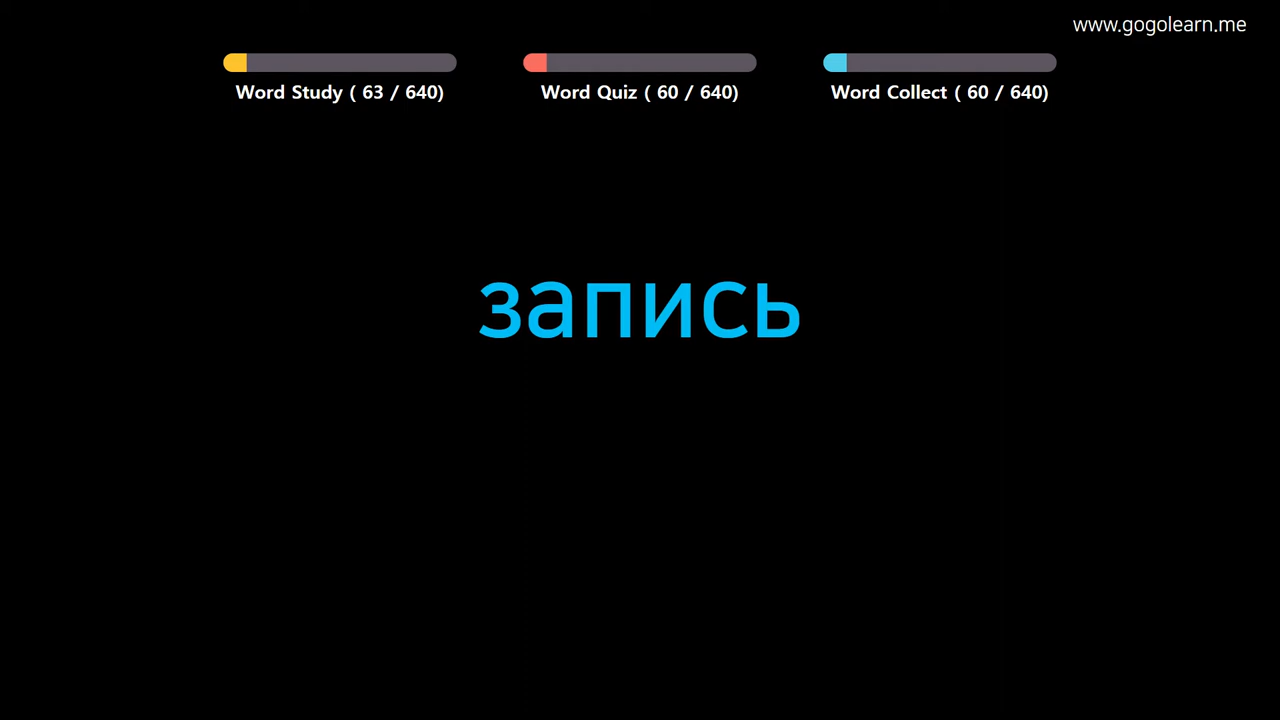 www.gogolearn.me
Word Study ( 63 / 640)
Word Quiz ( 60 / 640)
Word Collect ( 60 / 640)
запись